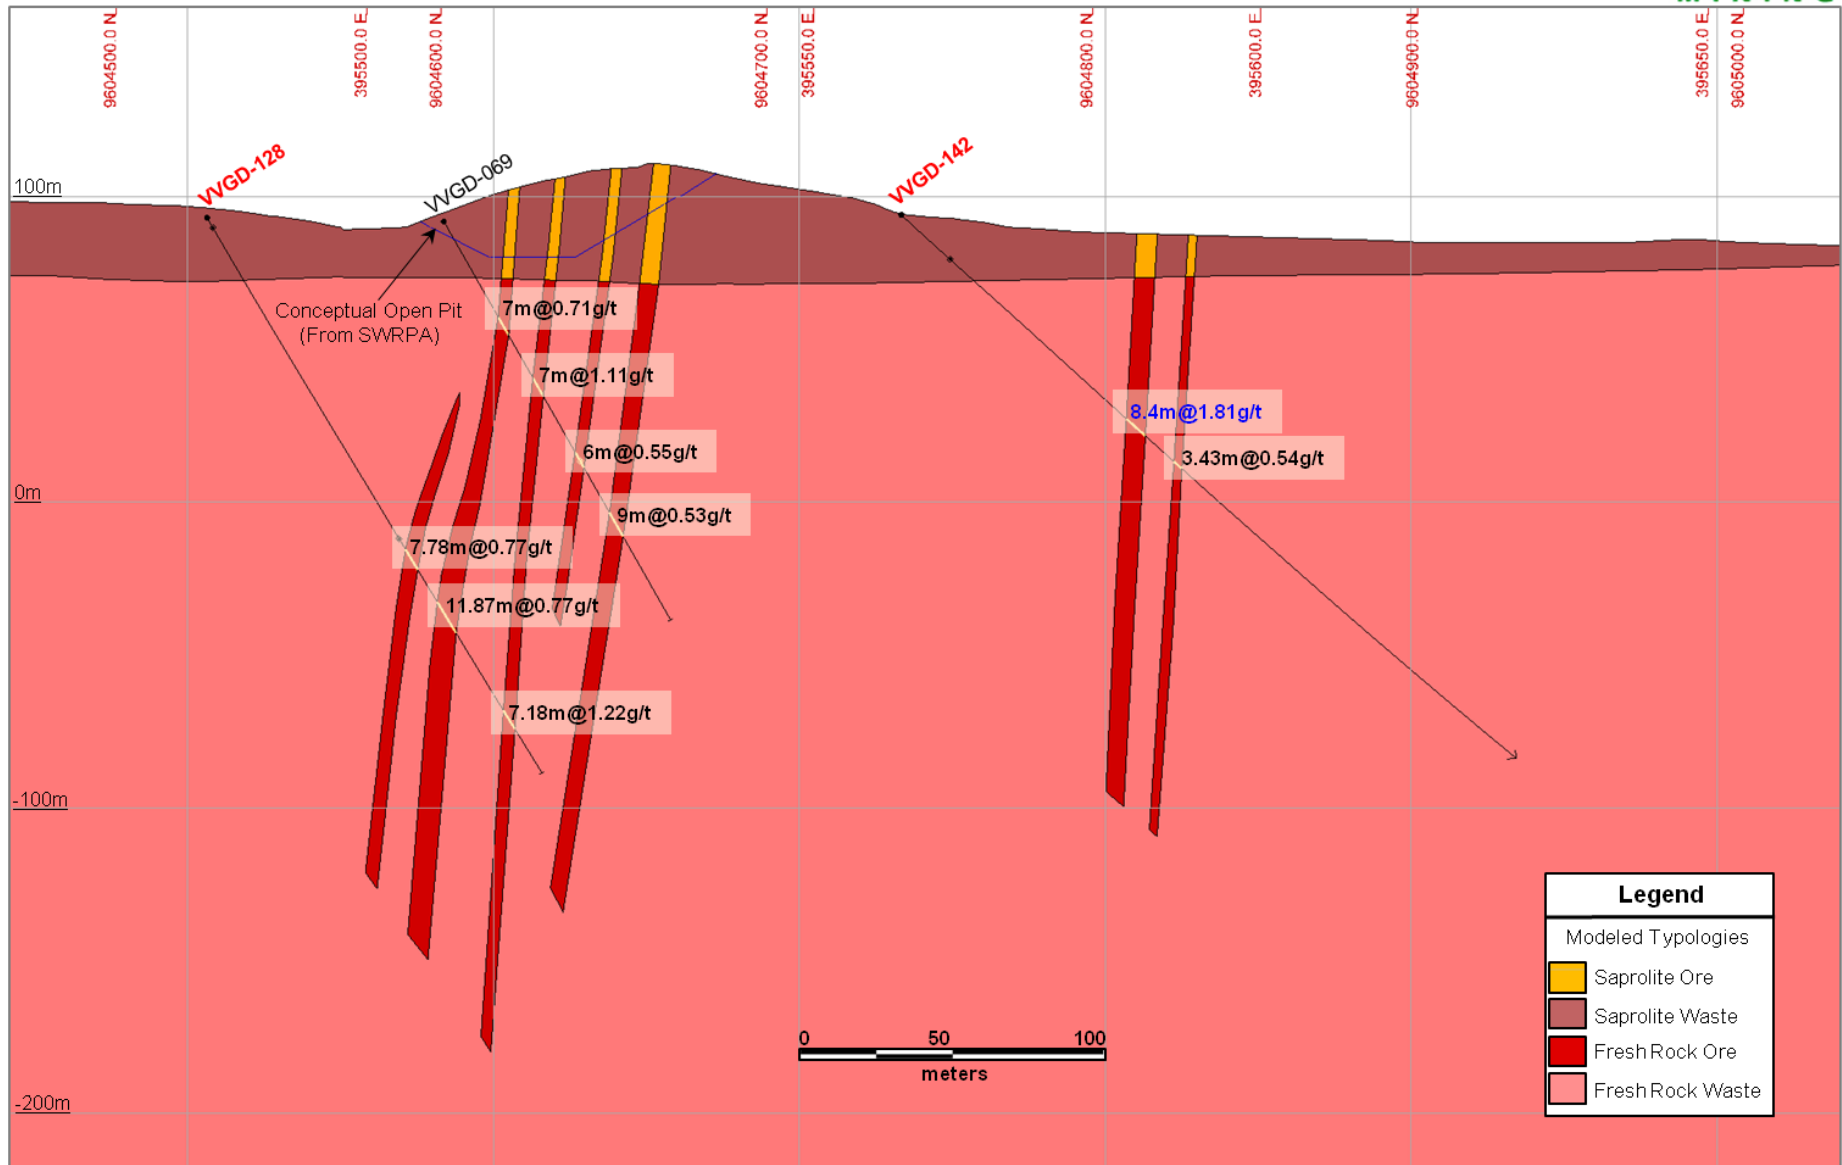 9604500.0 N
395500.0 E
9604600.0 N
9604700.0 N
395550.0 E
9604800.0 N
395600.0 E
9604900.0 N
395650.0 E
9605000.0 N
VVGD-128
VVGD-069
VVGD-142
100m
Conceptual Open Pit
(From SWRPA)
7m@0.71g/t
7m@1.11g/t
8.4m@1.81g/t
6m@0.55g/t
3.43m@0.54g/t
0m
9m@0.53g/t
7.78m@0.77g/t
11.87m@0.77g/t
7.18m@1.22g/t
-100m
Legend
Modeled Typologies
Saprolite Ore
Saprolite Waste
Fresh Rock Ore
Fresh Rock Waste
0 50 100
meters
-200m